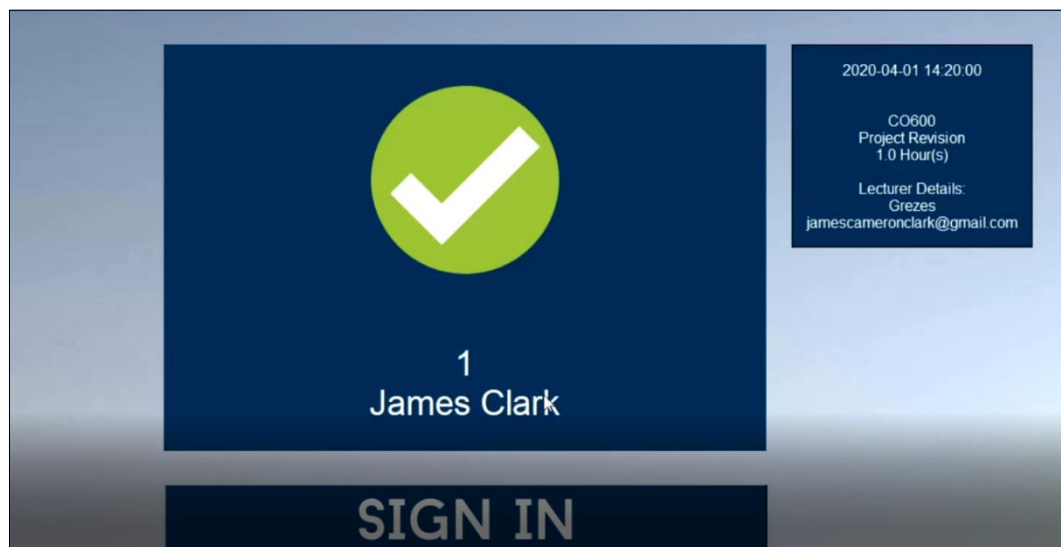 1
James Clark
SIGN IN
2020-04-01 14:20:00
CO600
Project Revision
1.0 Hour(s)
Lecturer Details:
Grezes
jamescameronclark@gmail.com